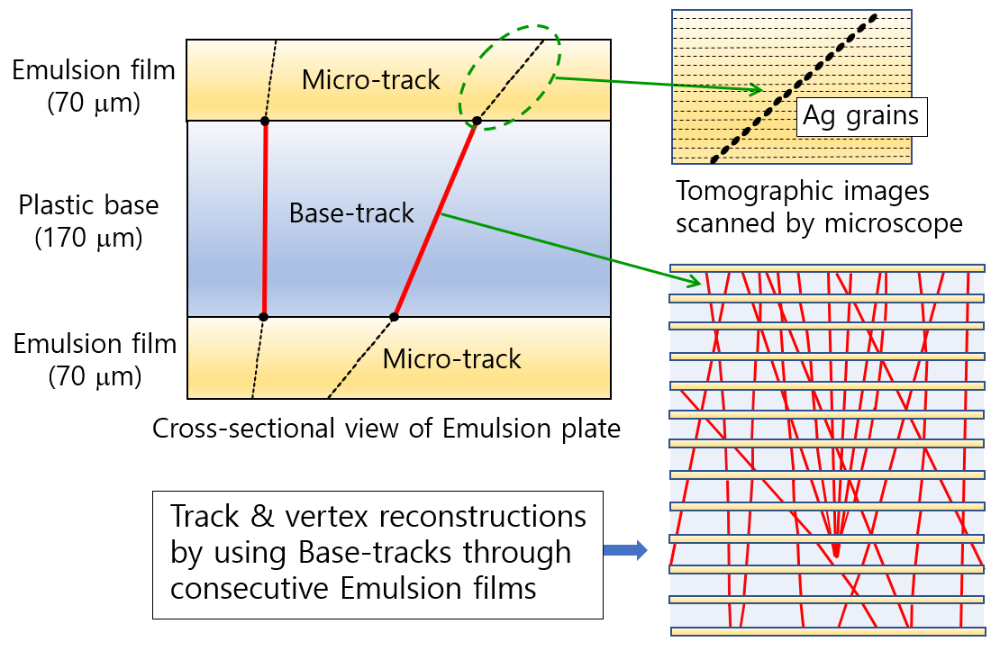 Emulsion film
(70 μm)
Micro-track
Ag grains
Tomographic images
scanned by microscope
Plastic base
(170 μm)
Base-track
Emulsion film
(70 μm)
Micro-track
Cross-sectional view of Emulsion plate
Track & vertex reconstructions
by using Base-tracks through
consecutive Emulsion films